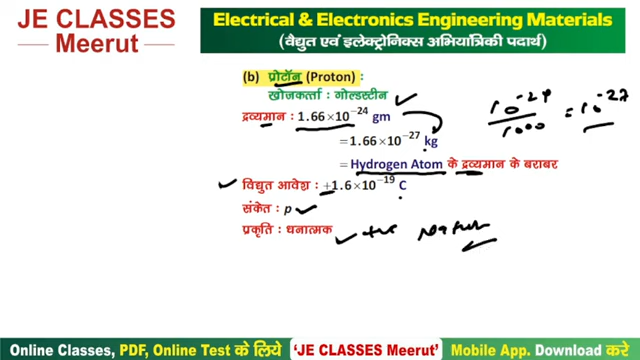 JE CLASSES
Meerut
Electrical & Electronics Engineering Materials
(वैद्युत एवं इलेक्ट्रोनिक्स अभियांत्रिकी पदार्थ)
(b) प्रोटॉन (Proton) :
खोजकर्त्ता : गोल्डस्टीन
द्रव्यमान : 1.66×10⁻²⁴ gm
= 1.66×10⁻²⁷ kg
= Hydrogen Atom के द्रव्यमान के बराबर
विद्युत आवेश : +1.6×10⁻¹⁹ C
संकेत : p
प्रकृति : धनात्मक
10⁻²⁴/1000 = 10⁻²⁷
+ve nature
Online Classes, PDF, Online Test के लिये 'JE CLASSES Meerut' Mobile App. Download करे